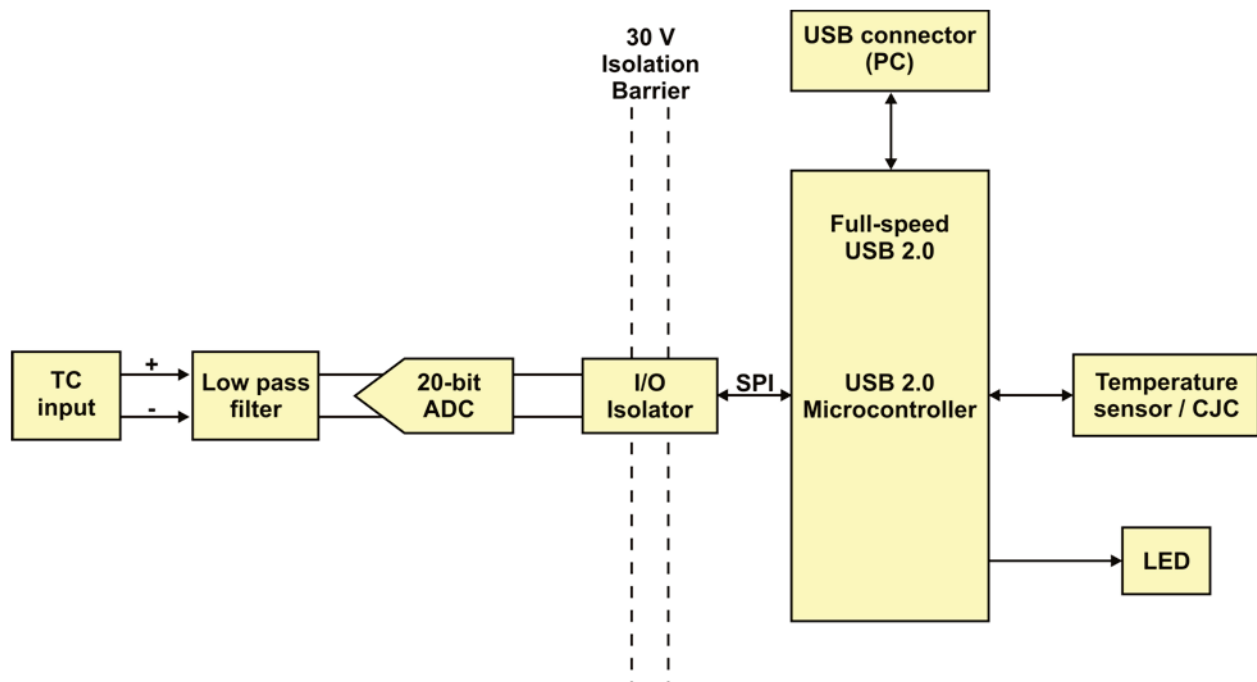 30 V
Isolation
Barrier
USB connector
(PC)
Full-speed
USB 2.0
TC
input
+
-
Low pass
filter
20-bit
ADC
I/O
Isolator
SPI
USB 2.0
Microcontroller
Temperature
sensor / CJC
LED